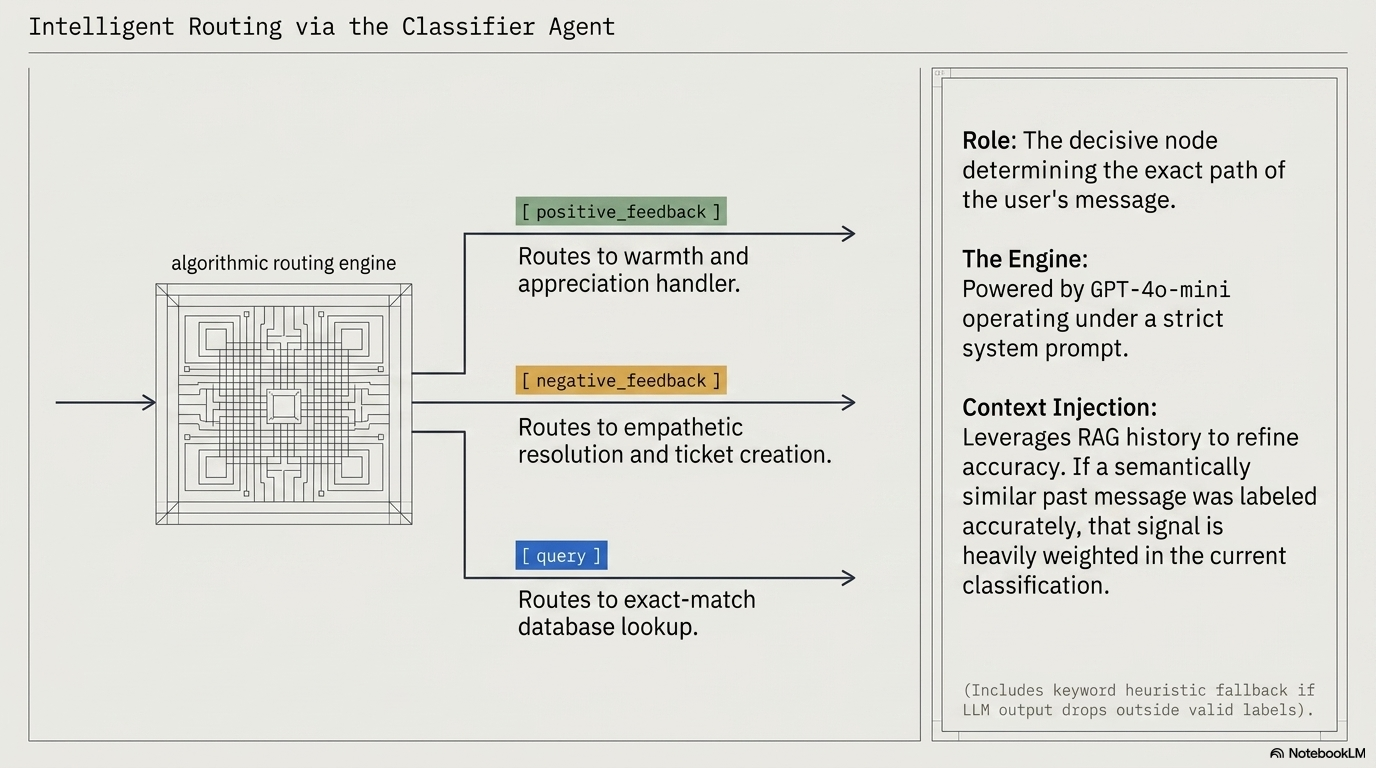 Intelligent Routing via the Classifier Agent
algorithmic routing engine
[ positive_feedback ]
Routes to warmth and
appreciation handler.
[ negative_feedback ]
Routes to empathetic
resolution and ticket creation.
[ query ]
Routes to exact-match
database lookup.
Role: The decisive node
determining the exact path of
the user's message.
The Engine:
Powered by GPT-4o-mini
operating under a strict
system prompt.
Context Injection:
Leverages RAG history to refine
accuracy. If a semantically
similar past message was labeled
accurately, that signal is
heavily weighted in the current
classification.
(Includes keyword heuristic fallback if
LLM output drops outside valid labels).
NotebookLM